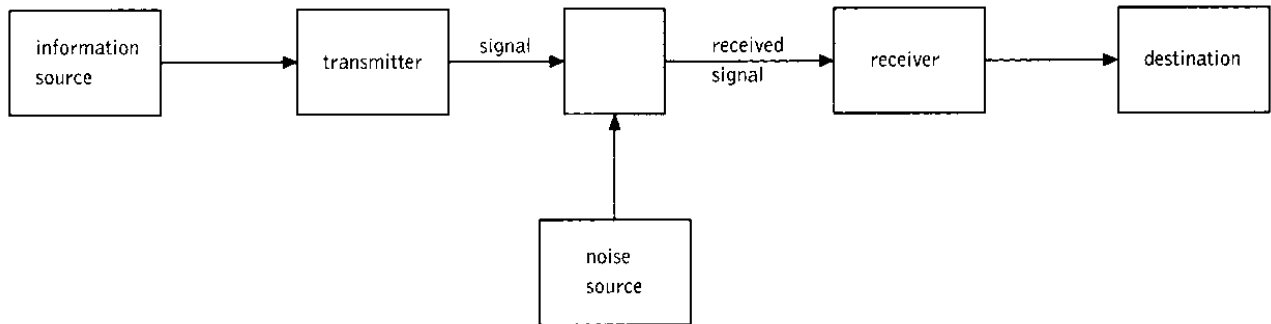 information
source
transmitter
signal
received
signal
receiver
destination
noise
source